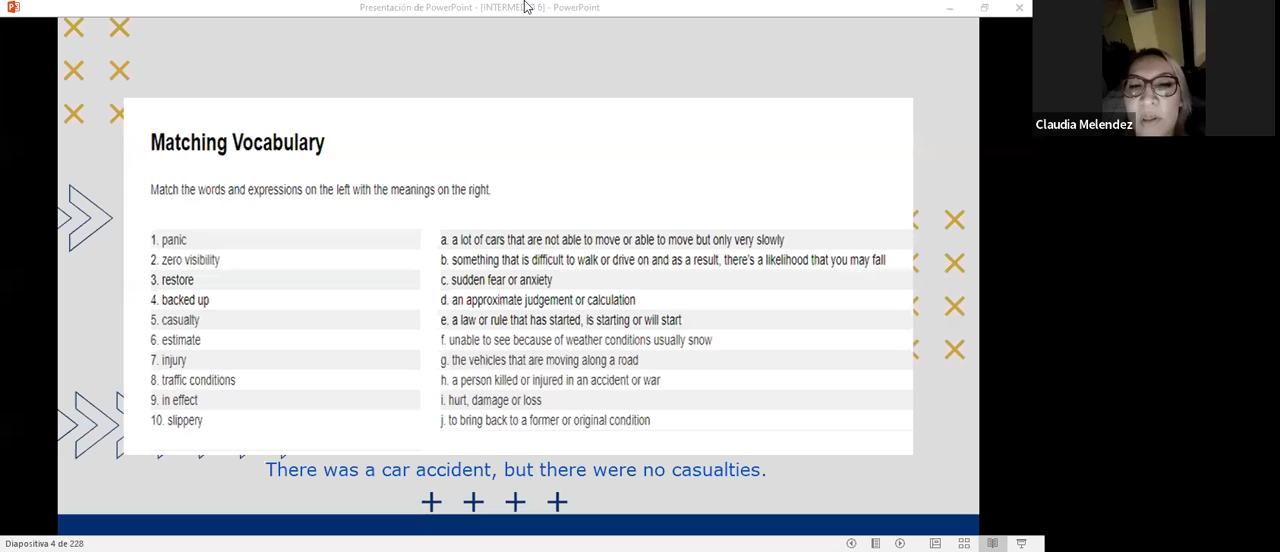 Presentación de PowerPoint - [INTERMEDIO 6] - PowerPoint
Claudia Melendez
Matching Vocabulary
Match the words and expressions on the left with the meanings on the right.
1. panic
a. a lot of cars that are not able to move or able to move but only very slowly
2. zero visibility
b. something that is difficult to walk or drive on and as a result, there's a likelihood that you may fall
3. restore
c. sudden fear or anxiety
4. backed up
d. an approximate judgement or calculation
5. casualty
e. a law or rule that has started, is starting or will start
6. estimate
f. unable to see because of weather conditions usually snow
7. injury
g. the vehicles that are moving along a road
8. traffic conditions
h. a person killed or injured in an accident or war
9. in effect
i. hurt, damage or loss
10. slippery
j. to bring back to a former or original condition
There was a car accident, but there were no casualties.
Diapositiva 4 de 228